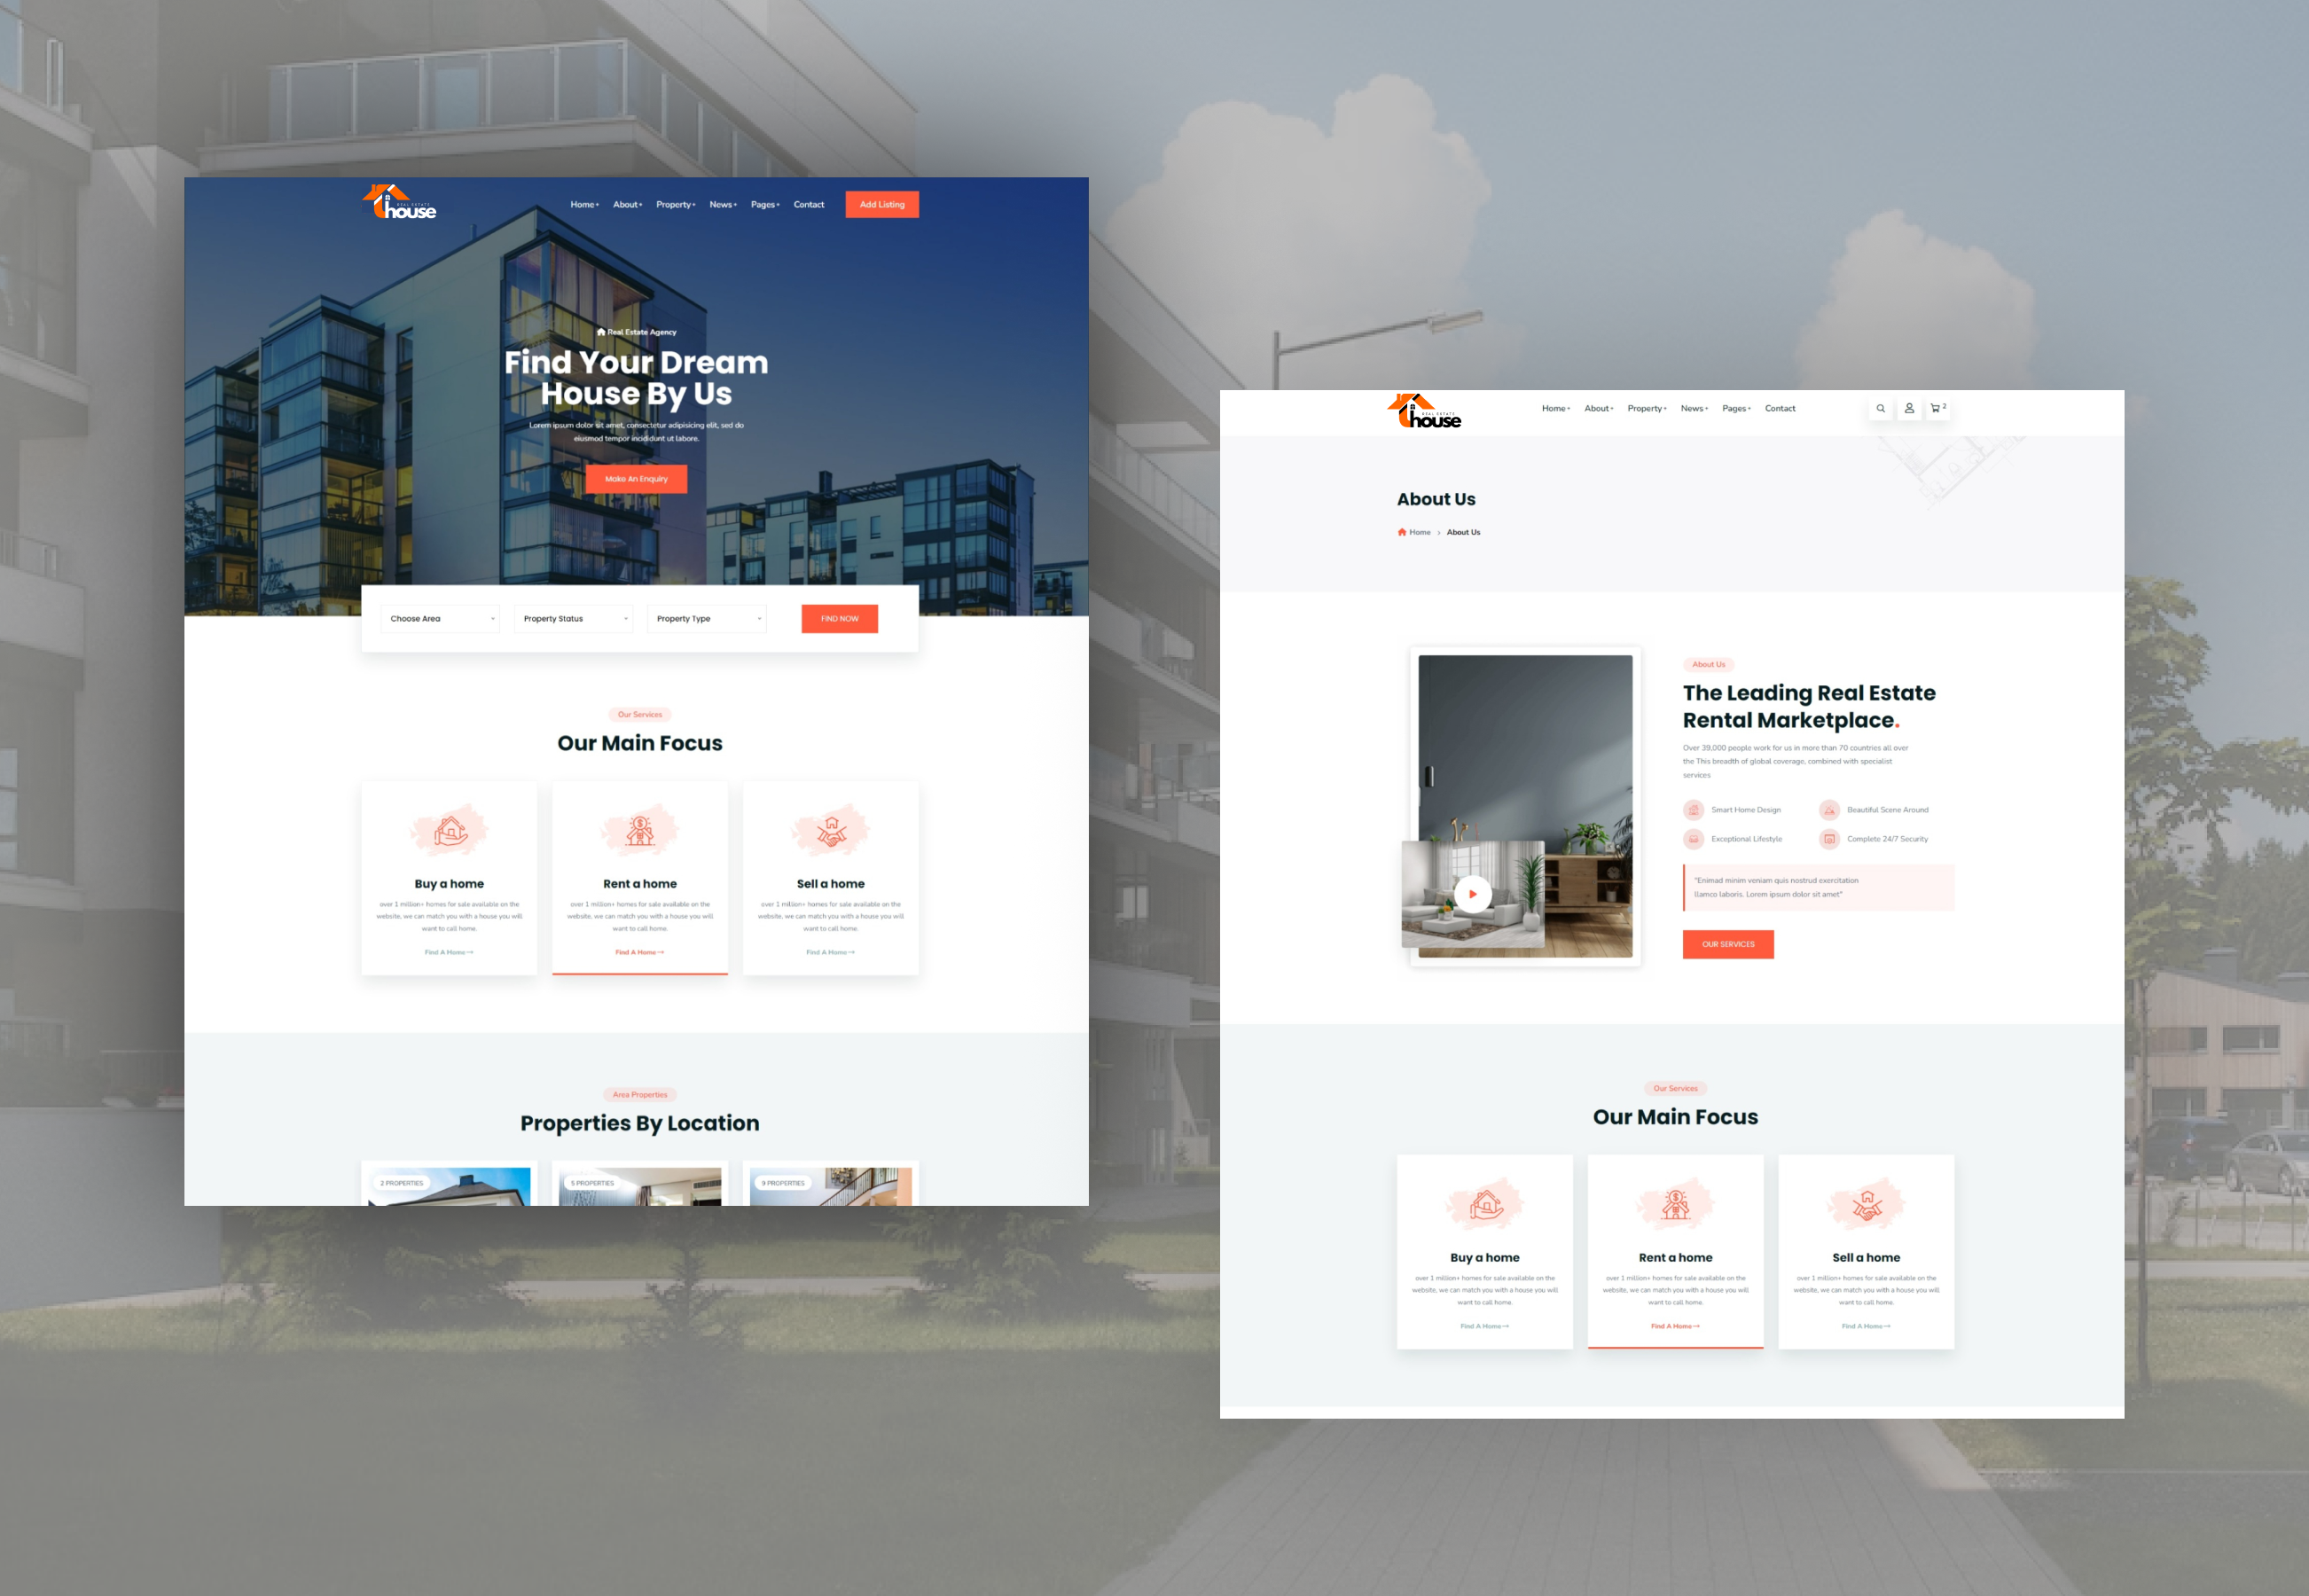 REAL ESTATE
house
Home+ About+ Property+ News+ Pages+ Contact Add Listing
Real Estate Agency
Find Your Dream
House By Us
Lorem ipsum dolor sit amet, consectetur adipisicing elit, sed do
eiusmod tempor incididunt ut labore.
Make An Enquiry
Choose Area Property Status Property Type FIND NOW
Our Services
Our Main Focus
Buy a home
over 1 million+ homes for sale available on the
website, we can match you with a house you will
want to call home.
Find A Home→
Rent a home
over 1 million+ homes for sale available on the
website, we can match you with a house you will
want to call home.
Find A Home→
Sell a home
over 1 million+ homes for sale available on the
website, we can match you with a house you will
want to call home.
Find A Home→
Area Properties
Properties By Location
2 PROPERTIES
5 PROPERTIES
9 PROPERTIES
REAL ESTATE
house
Home+ About+ Property+ News+ Pages+ Contact 2
About Us
Home › About Us
About Us
The Leading Real Estate
Rental Marketplace.
Over 39,000 people work for us in more than 70 countries all over
the This breadth of global coverage, combined with specialist
services
Smart Home Design Beautiful Scene Around
Exceptional Lifestyle Complete 24/7 Security
"Enimad minim veniam quis nostrud exercitation
llamco laboris. Lorem ipsum dolor sit amet"
OUR SERVICES
Our Services
Our Main Focus
Buy a home
over 1 million+ homes for sale available on the
website, we can match you with a house you will
want to call home.
Find A Home→
Rent a home
over 1 million+ homes for sale available on the
website, we can match you with a house you will
want to call home.
Find A Home→
Sell a home
over 1 million+ homes for sale available on the
website, we can match you with a house you will
want to call home.
Find A Home→